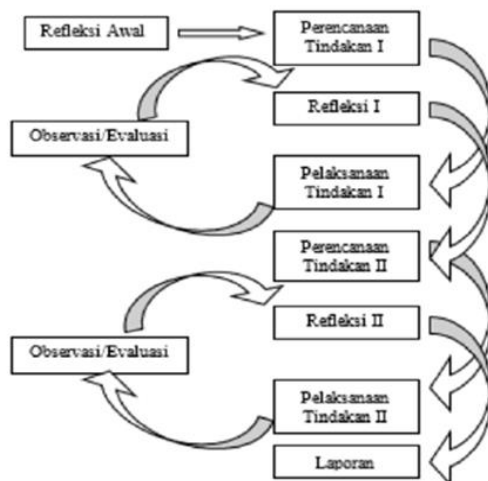 Refleksi Awal
Perencanaan
Tindakan I
Refleksi I
Observasi/Evaluasi
Pelaksanaan
Tindakan I
Perencanaan
Tindakan II
Refleksi II
Observasi/Evaluasi
Pelaksanaan
Tindakan II
Laporan